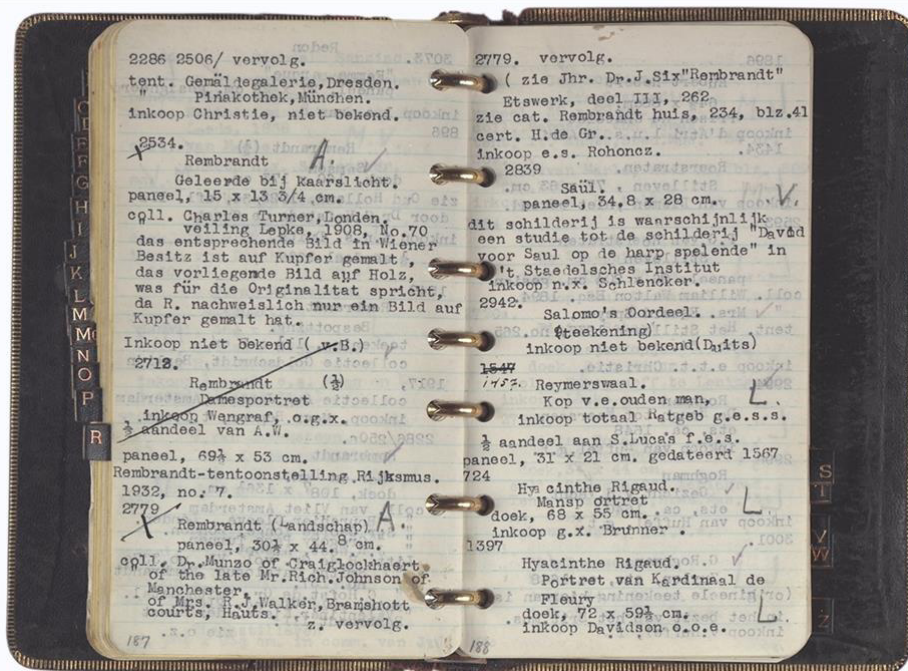 2286 2506/ vervolg.
tent. Gemäldegalerie,Dresden.
" Pinakothek,München.
inkoop Christie, niet bekend.
2534.
Rembrandt A.
Geleerde bij kaarslicht.
paneel, 15 x 13 3/4 cm.
coll. Charles Turner,Londen.
veiling Lepke, 1908, No.70
das entsprechende Bild in Wiener
Besitz ist auf Kupfer gemalt,
das vorliegende Bild auf Holz,
was für die Originalität spricht,
da R. nachweislich nur ein Bild auf
Kupfer gemalt hat.
Inkoop niet bekend (v.B.)
2712.
Rembrandt (½)
Damesportret
inkoop Wangraf, o.g.x.
½ aandeel van A.W.
paneel, 69½ x 53 cm.
Rembrandt-tentoonstelling Rijksmus.
1932, no. 7.
2779
Rembrandt (Landschap) A.
paneel, 30½ x 44.8 cm.
coll. Dr.Munzo of Craiglockhaert
of the late Mr.Rich.Johnson of
Manchester,
of Mrs. R.J.Walker,Bramshott
courts, Hauts.
z. vervolg.
187
2779. vervolg.
( zie Jhr. Dr.J.Six"Rembrandt"
Etswerk, deel III, 262
zie cat. Rembrandt huis, 234, blz.41
cert. H.de Gr.
inkoop e.s. Rohoncz.
2839
Saül.
paneel, 34,8 x 28 cm. V.
dit schilderij is waarschijnlijk
een studie tot de schilderij "David
voor Saul op de harp spelende" in
't Staedelsches Institut
inkoop n.x. Schlencker.
2942.
Salomo's Oordeel.
(teekening)
inkoop niet bekend(Duits)
1547
1457. Reymerswaal.
Kop v.e.ouden man, L.
inkoop totaal Ratgeb g.e.s.s.
½ aandeel aan S.Lucas f.e.s.
paneel, 31 x 21 cm. gedateerd 1567
724
Hyacinthe Rigaud.
Mansportret L
doek, 68 x 55 cm.
inkoop g.x. Brunner.
1397
Hyacinthe Rigaud.
Portret van Kardinaal de
Fleury
doek, 72 x 59½ cm. L
inkoop Davidson o.o.e.
188
C
D
E
F
G
H
I
J
K
L
M
Mc
N
O
P
R
S
T
V
W
Z